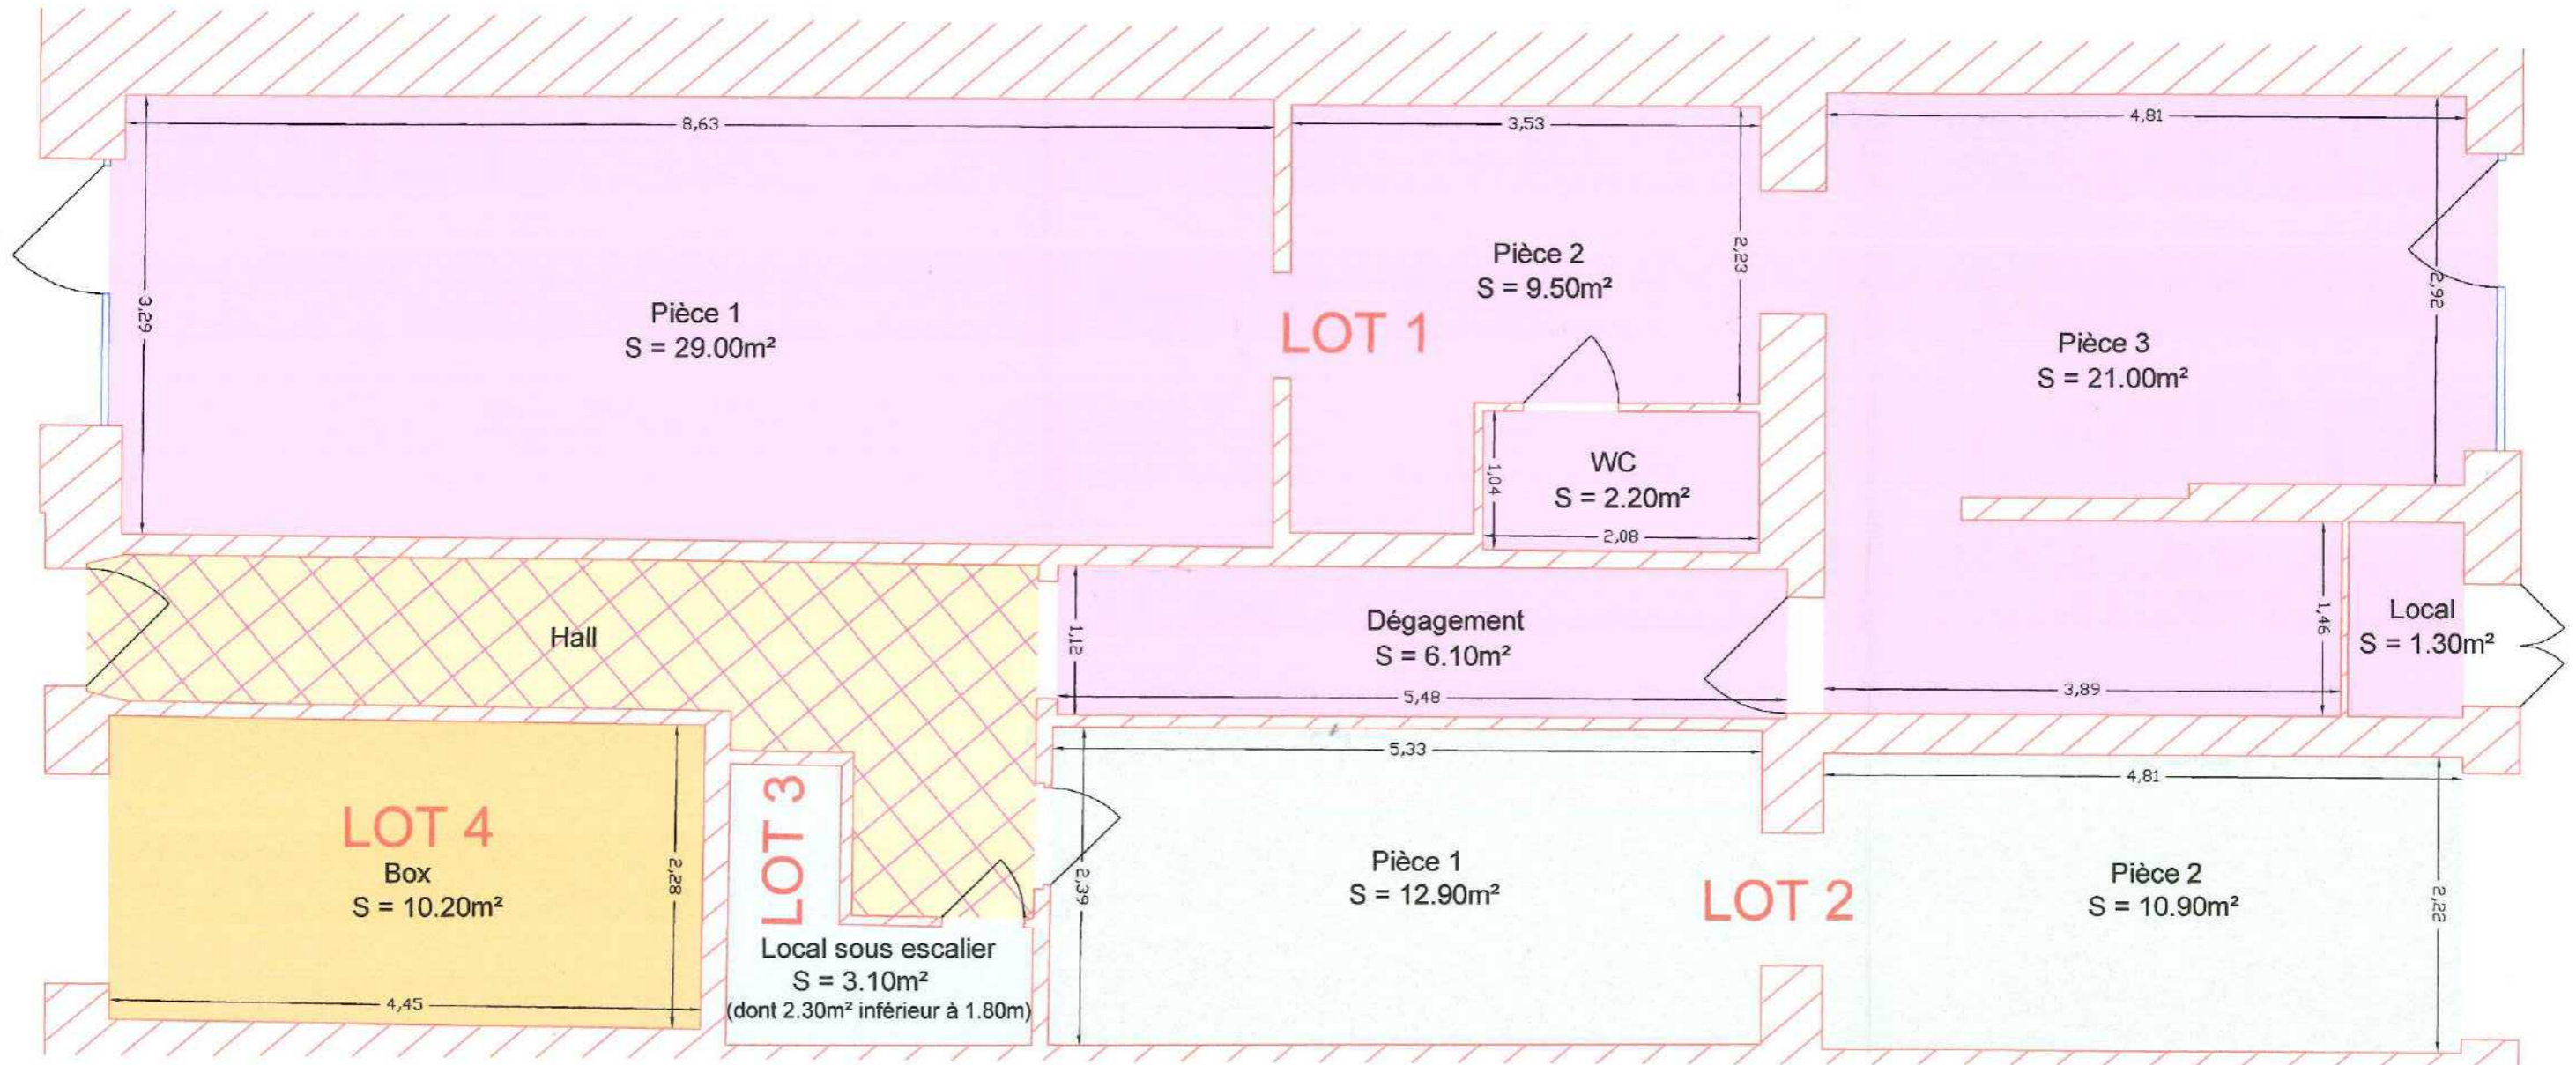 8,63
3,53
4,81
3,29
2,23
2,92
Pièce 1
S = 29.00m²
Pièce 2
S = 9.50m²
LOT 1
Pièce 3
S = 21.00m²
WC
S = 2.20m²
1,04
2,08
Hall
1,12
Dégagement
S = 6.10m²
5,48
3,89
1,46
Local
S = 1.30m²
LOT 4
Box
S = 10.20m²
2,28
4,45
LOT 3
Local sous escalier
S = 3.10m²
(dont 2.30m² inférieur à 1.80m)
5,33
2,39
Pièce 1
S = 12.90m²
LOT 2
4,81
Pièce 2
S = 10.90m²
2,22